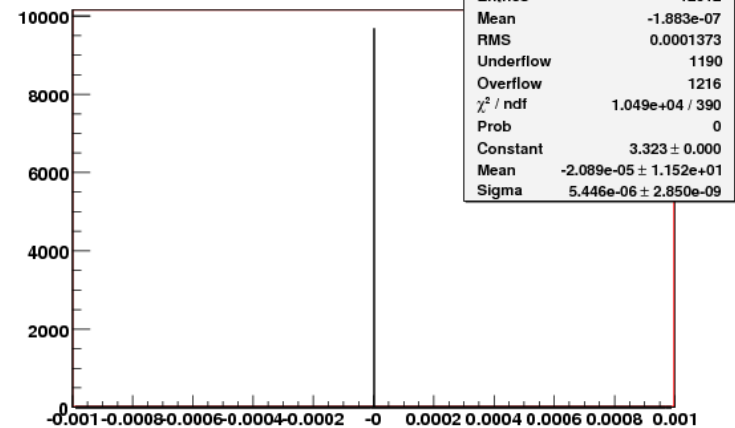 10000
Mean -1.883e-07
RMS 0.0001373
Underflow 1190
Overflow 1216
8000
χ² / ndf 1.049e+04 / 390
Prob 0
Constant 3.323 ± 0.000
6000
Mean -2.089e-05 ± 1.152e+01
Sigma 5.446e-06 ± 2.850e-09
4000
2000
0
-0.001 -0.0008 -0.0006 -0.0004 -0.0002 -0 0.0002 0.0004 0.0006 0.0008 0.001